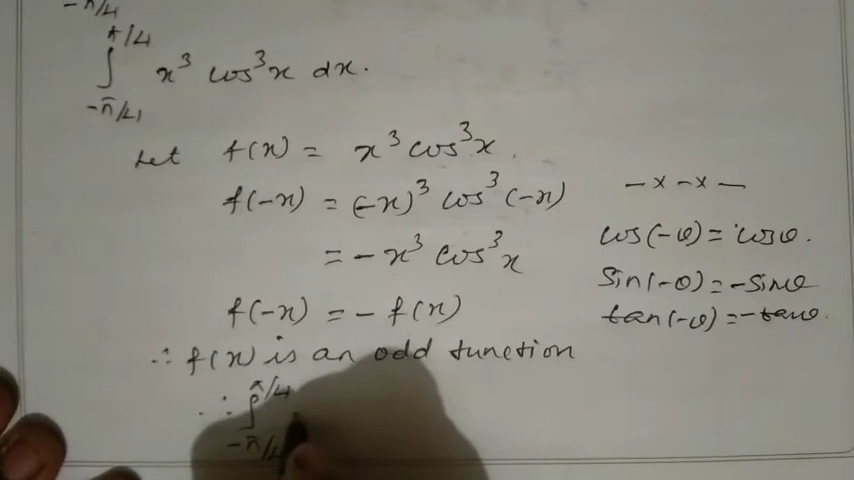 -π/4
π/4
∫ x³ cos³x dx.
-π/4
Let f(x) = x³ cos³x.
f(-x) = (-x)³ cos³(-x)
= -x³ cos³x
f(-x) = -f(x)
∴ f(x) is an odd function
∴ ∫ π/4
-π/4
-x-x-
cos(-θ) = cosθ.
sin(-θ) = -sinθ
tan(-θ) = -tanθ.